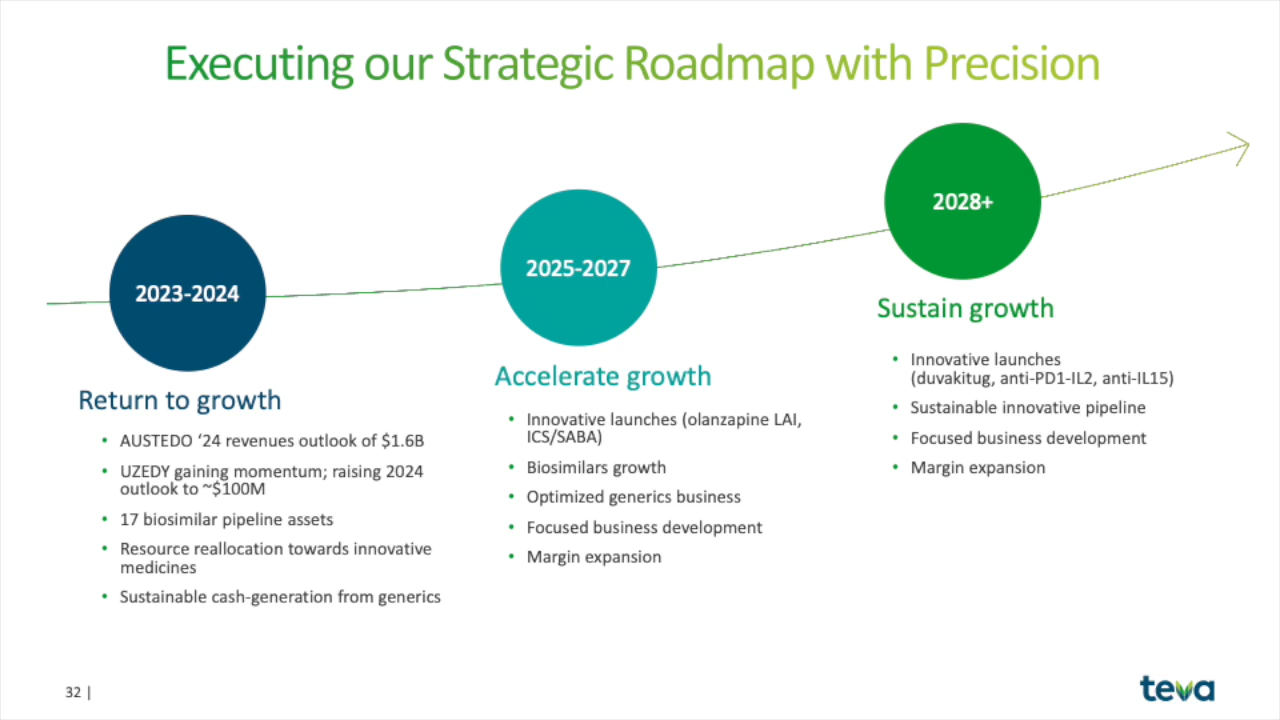 Executing our Strategic Roadmap with Precision
2023-2024
Return to growth
• AUSTEDO ‘24 revenues outlook of $1.6B
• UZEDY gaining momentum; raising 2024
outlook to ~$100M
• 17 biosimilar pipeline assets
• Resource reallocation towards innovative
medicines
• Sustainable cash-generation from generics
2025-2027
Accelerate growth
• Innovative launches (olanzapine LAI,
ICS/SABA)
• Biosimilars growth
• Optimized generics business
• Focused business development
• Margin expansion
2028+
Sustain growth
• Innovative launches
(duvakitug, anti-PD1-IL2, anti-IL15)
• Sustainable innovative pipeline
• Focused business development
• Margin expansion
32 |
teva